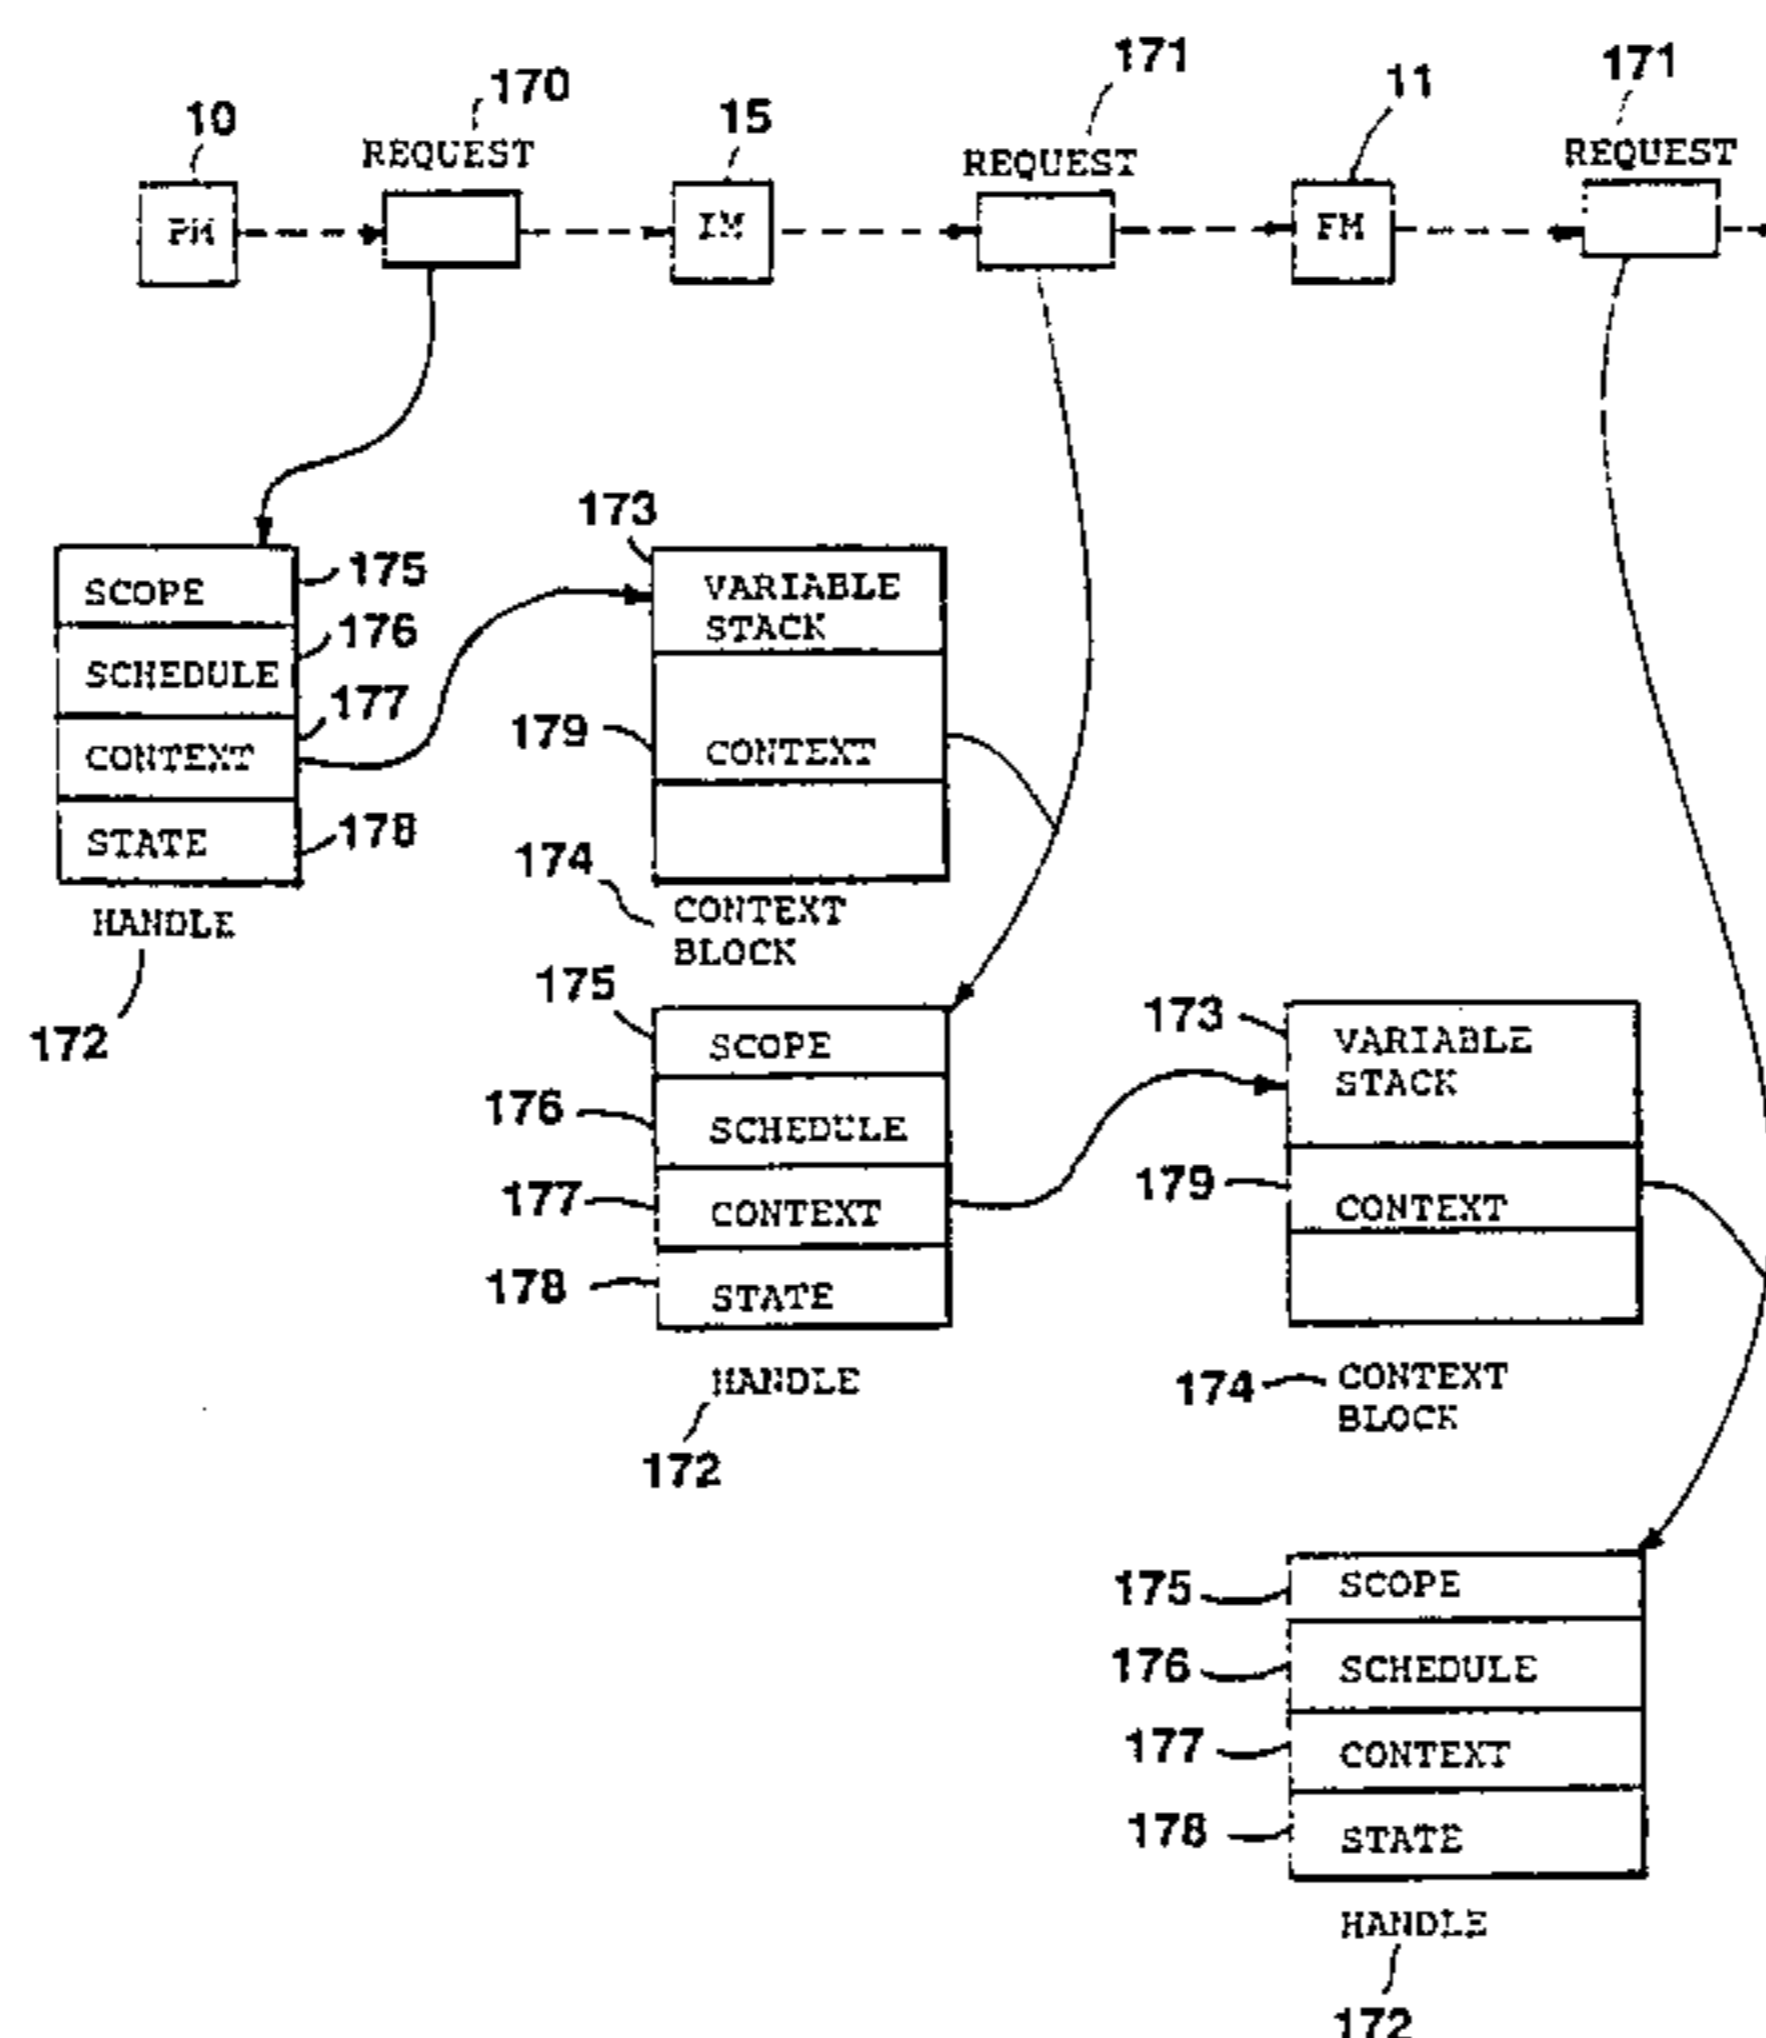 171
11
171
170
10
15
REQUEST
REQUEST
REQUEST
PM
IM
FM
173
175
SCOPE
VARIABLE
STACK
176
SCHEDULE
177
179
CONTEXT
CONTEXT
178
STATE
174
HANDLE
CONTEXT
BLOCK
172
175
SCOPE
173
VARIABLE
STACK
176
SCHEDULE
177
CONTEXT
179
CONTEXT
178
STATE
HANDLE
174
CONTEXT
BLOCK
172
175
SCOPE
176
SCHEDULE
177
CONTEXT
178
STATE
HANDLE
172